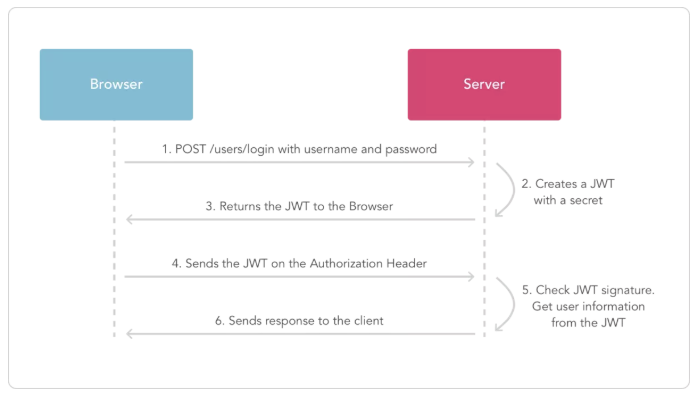 Browser
Server
1. POST /users/login with username and password
2. Creates a JWT
with a secret
3. Returns the JWT to the Browser
4. Sends the JWT on the Authorization Header
5. Check JWT signature.
Get user information
from the JWT
6. Sends response to the client